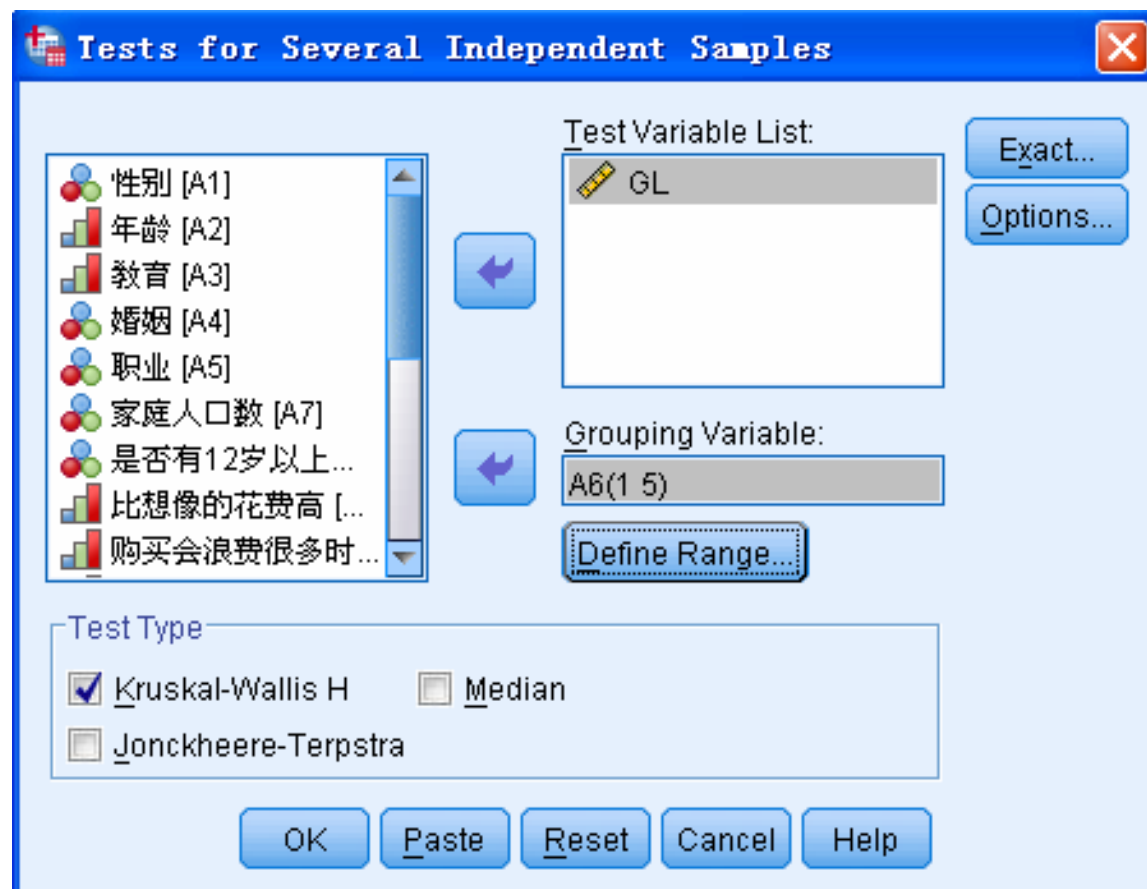 Tests for Several Independent Samples
性别 [A1]
年龄 [A2]
教育 [A3]
婚姻 [A4]
职业 [A5]
家庭人口数 [A7]
是否有12岁以上...
比想像的花费高 [...
购买会浪费很多时...
Test Variable List:
GL
Exact...
Options...
Grouping Variable:
A6(1 5)
Define Range...
Test Type
Kruskal-Wallis H
Median
Jonckheere-Terpstra
OK
Paste
Reset
Cancel
Help